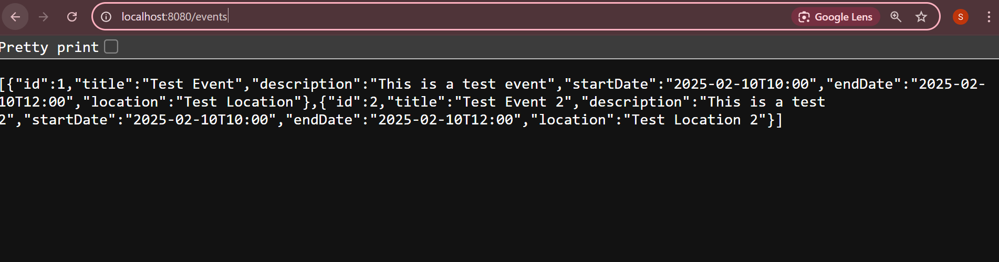 localhost:8080/events
Google Lens
S
Pretty print
[{"id":1,"title":"Test Event","description":"This is a test event","startDate":"2025-02-10T10:00","endDate":"2025-02-
10T12:00","location":"Test Location"},{"id":2,"title":"Test Event 2","description":"This is a test
2","startDate":"2025-02-10T10:00","endDate":"2025-02-10T12:00","location":"Test Location 2"}]